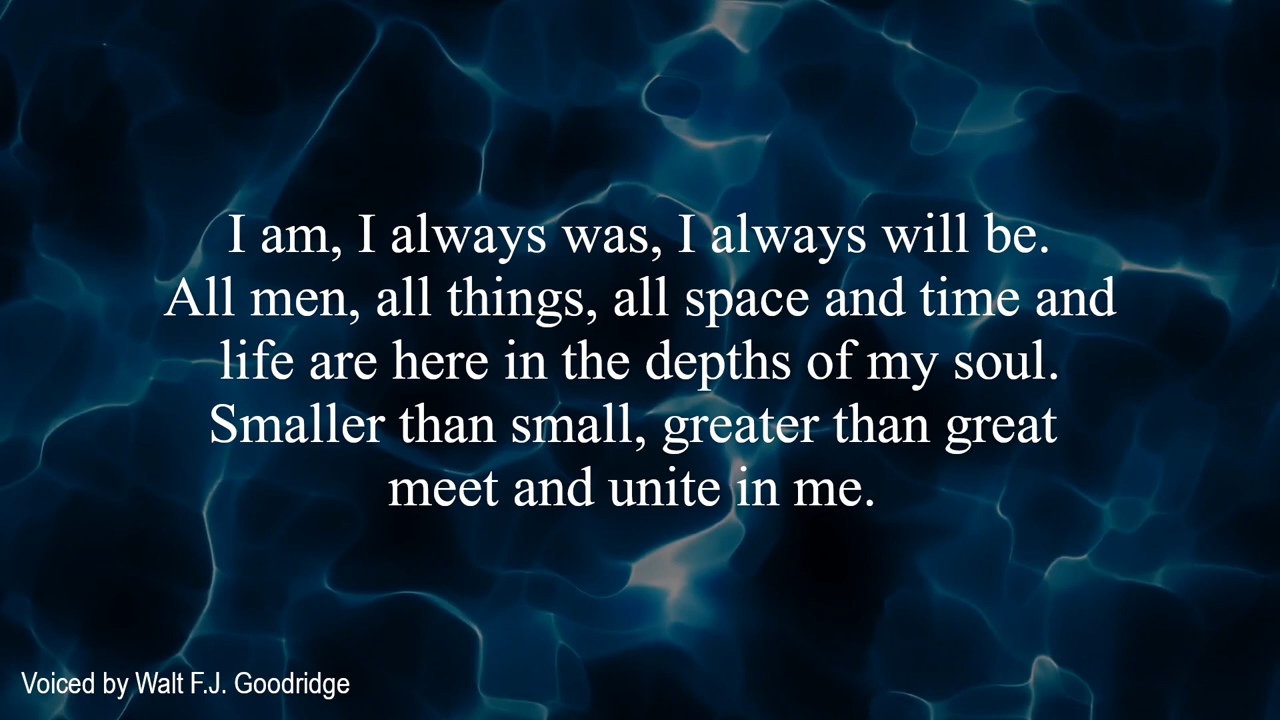 I am, I always was, I always will be.
All men, all things, all space and time and
life are here in the depths of my soul.
Smaller than small, greater than great
meet and unite in me.
Voiced by Walt F.J. Goodridge